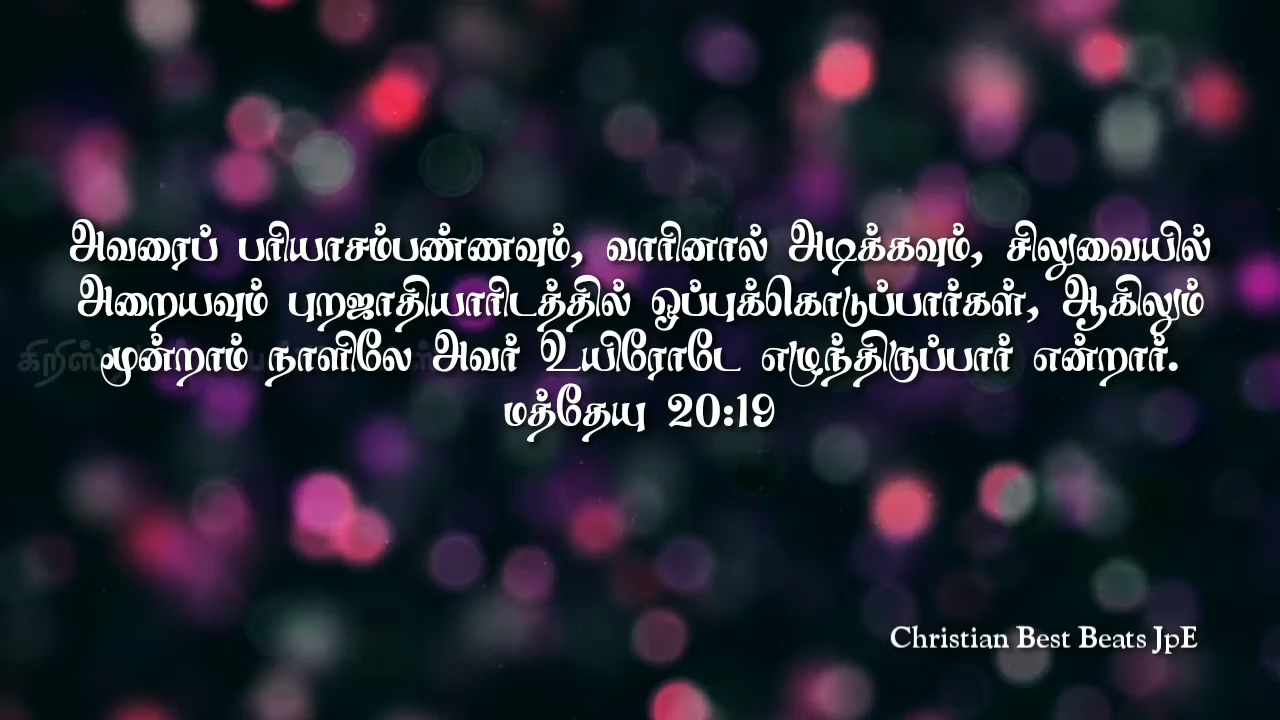 அவரைப் பரியாசம்பண்ணவும், வாரினால் அடிக்கவும், சிலுவையில்
அறையவும் புறஜாதியாரிடத்தில் ஒப்புக்கொடுப்பார்கள், ஆகிலும்
மூன்றாம் நாளிலே அவர் உயிரோடே எழுந்திருப்பார் என்றார்.
மத்தேயு 20:19
Christian Best Beats JpE